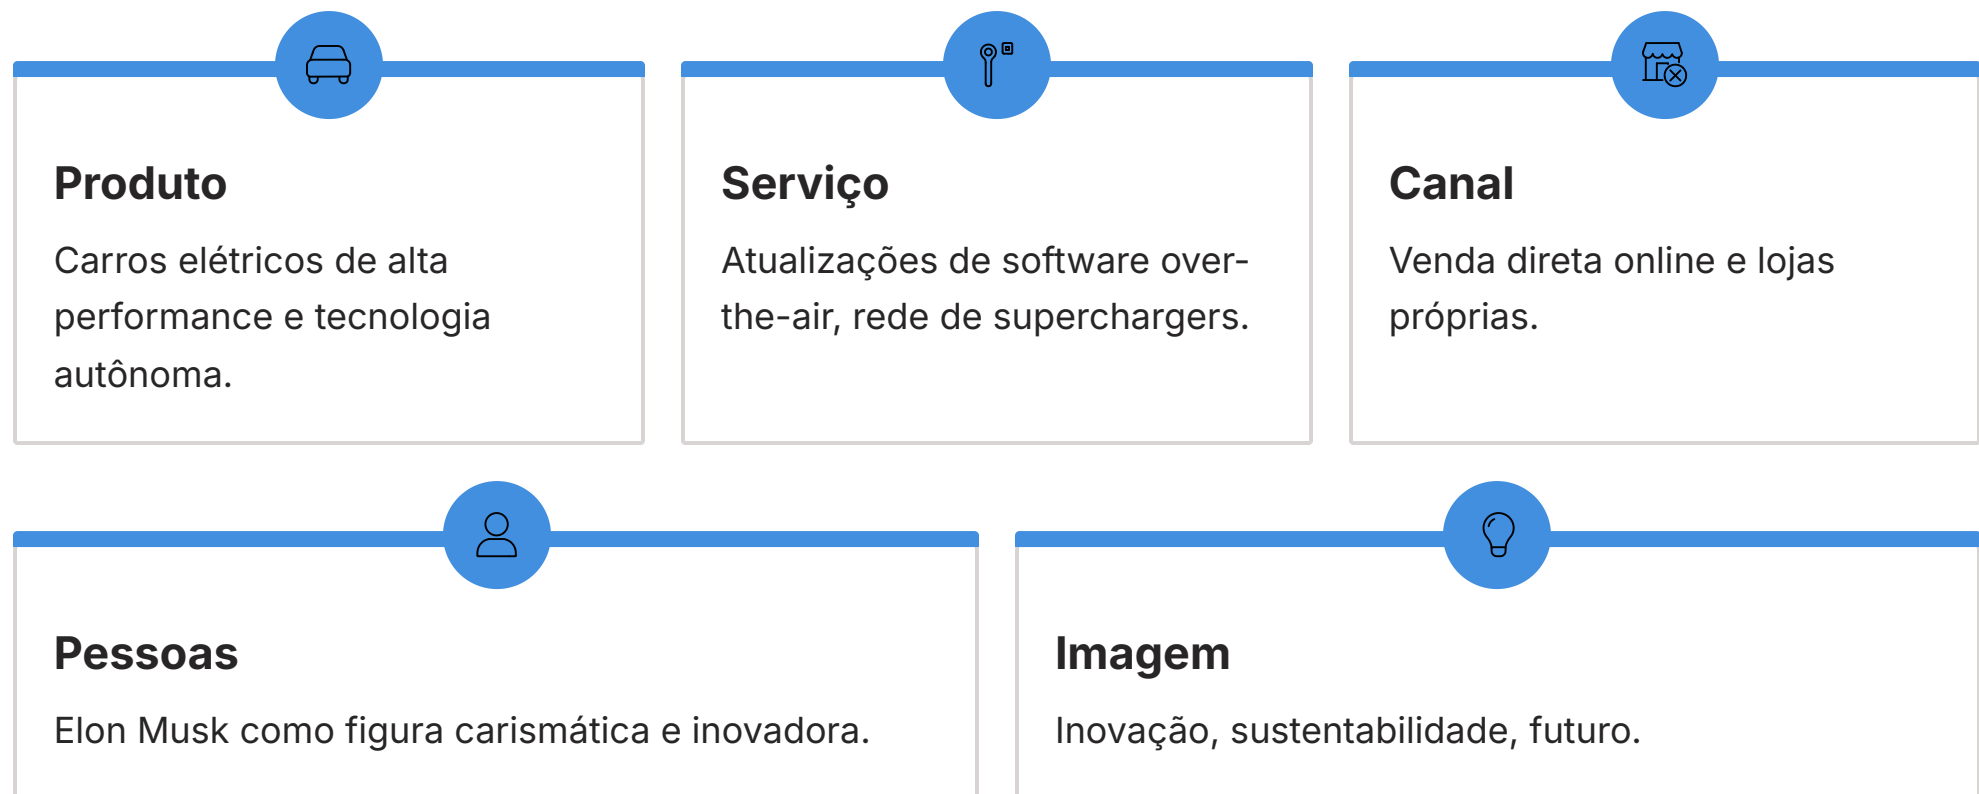 Produto
Carros elétricos de alta
performance e tecnologia
autônoma.
Serviço
Atualizações de software over-
the-air, rede de superchargers.
Canal
Venda direta online e lojas
próprias.
Pessoas
Elon Musk como figura carismática e inovadora.
Imagem
Inovação, sustentabilidade, futuro.